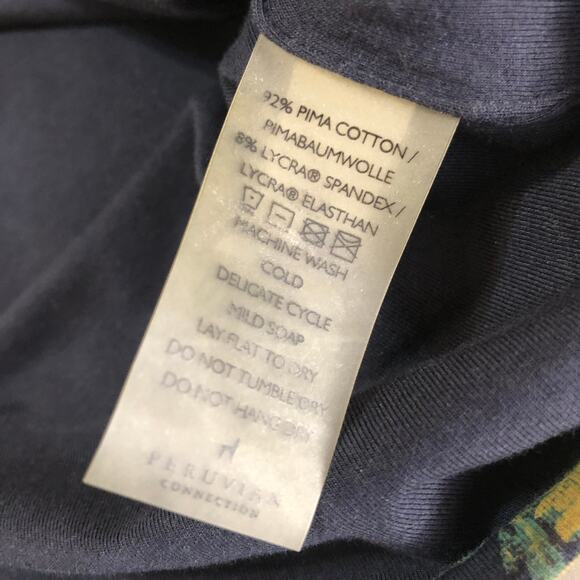 92% PIMA COTTON /
PIMABAUMWOLLE
8% LYCRA® SPANDEX /
LYCRA® ELASTHAN
MACHINE WASH
COLD
DELICATE CYCLE
MILD SOAP
LAY FLAT TO DRY
DO NOT TUMBLE DRY
DO NOT HANG DRY
PERUVIAN
CONNECTION